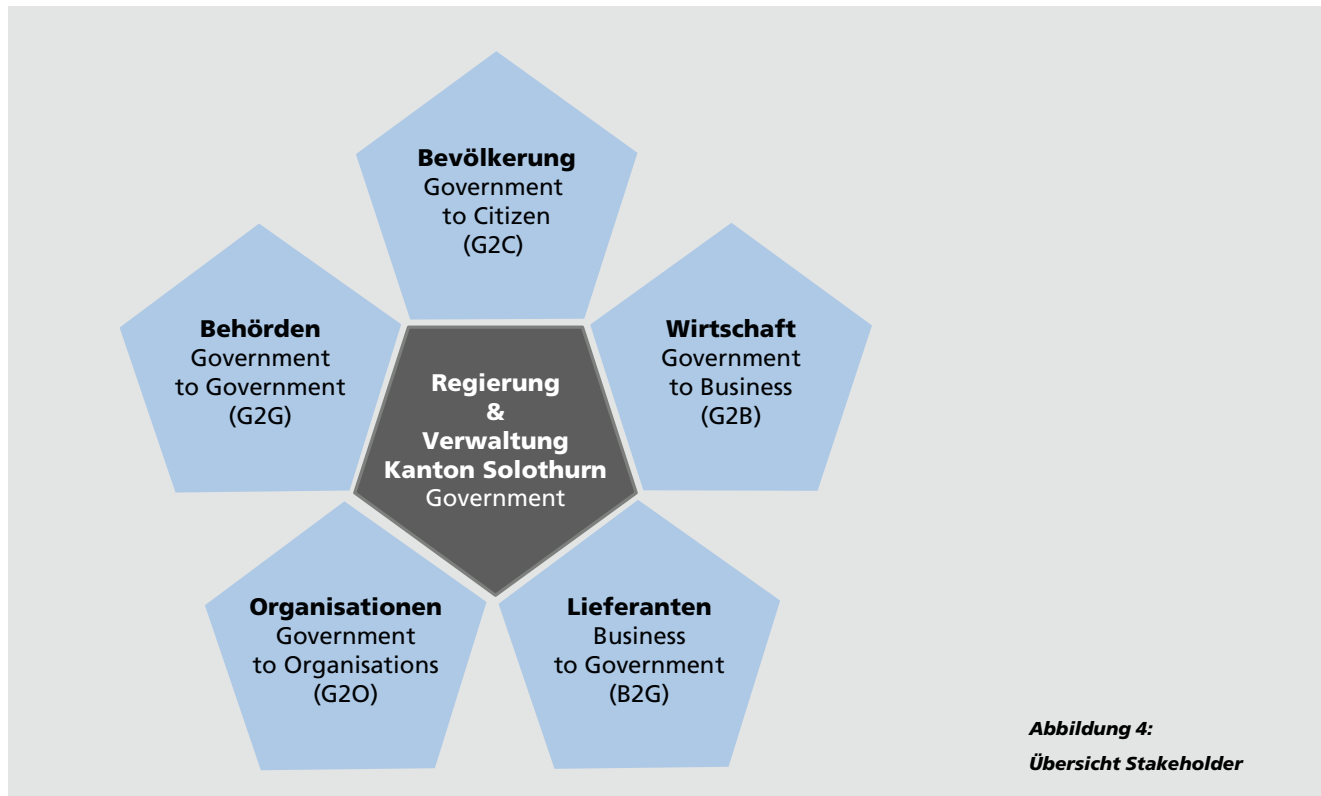 Bevölkerung
Government
to Citizen
(G2C)
Behörden
Government
to Government
(G2G)
Wirtschaft
Government
to Business
(G2B)
Regierung
&
Verwaltung
Kanton Solothurn
Government
Organisationen
Government
to Organisations
(G2O)
Lieferanten
Business
to Government
(B2G)
Abbildung 4:
Übersicht Stakeholder